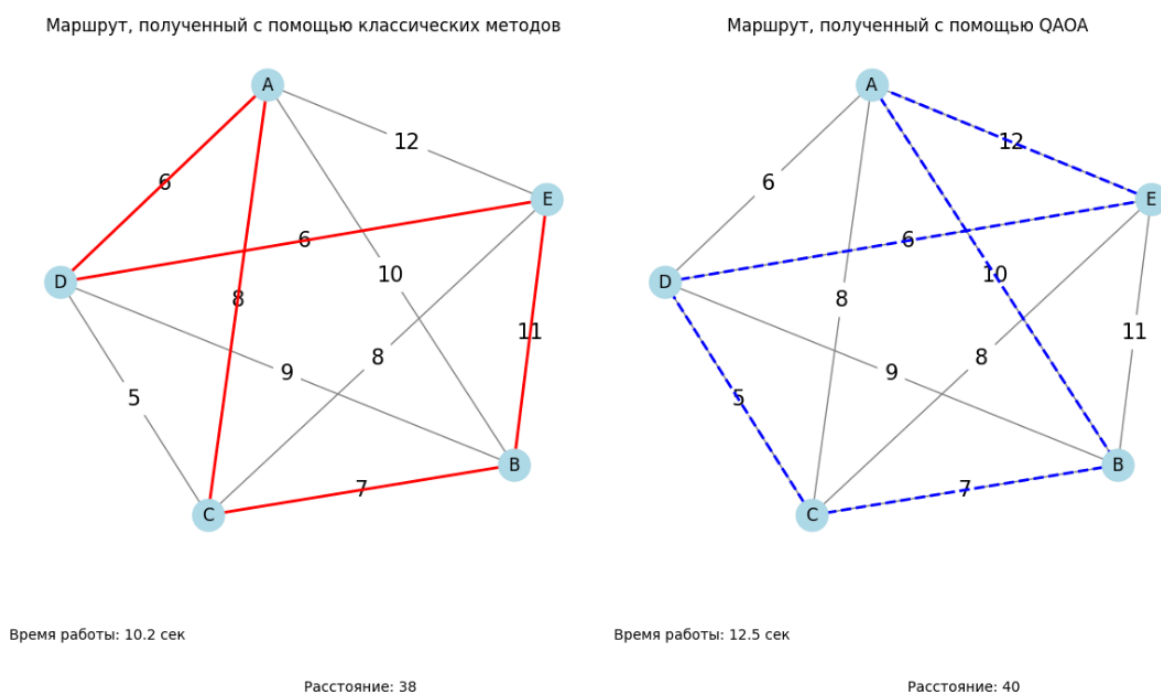 Маршрут, полученный с помощью классических методов
A
12
6
E
6
D
10
8
11
8
9
5
B
7
C
Время работы: 10.2 сек
Расстояние: 38
Маршрут, полученный с помощью QAOA
A
12
6
E
6
D
10
8
11
8
9
5
B
7
C
Время работы: 12.5 сек
Расстояние: 40